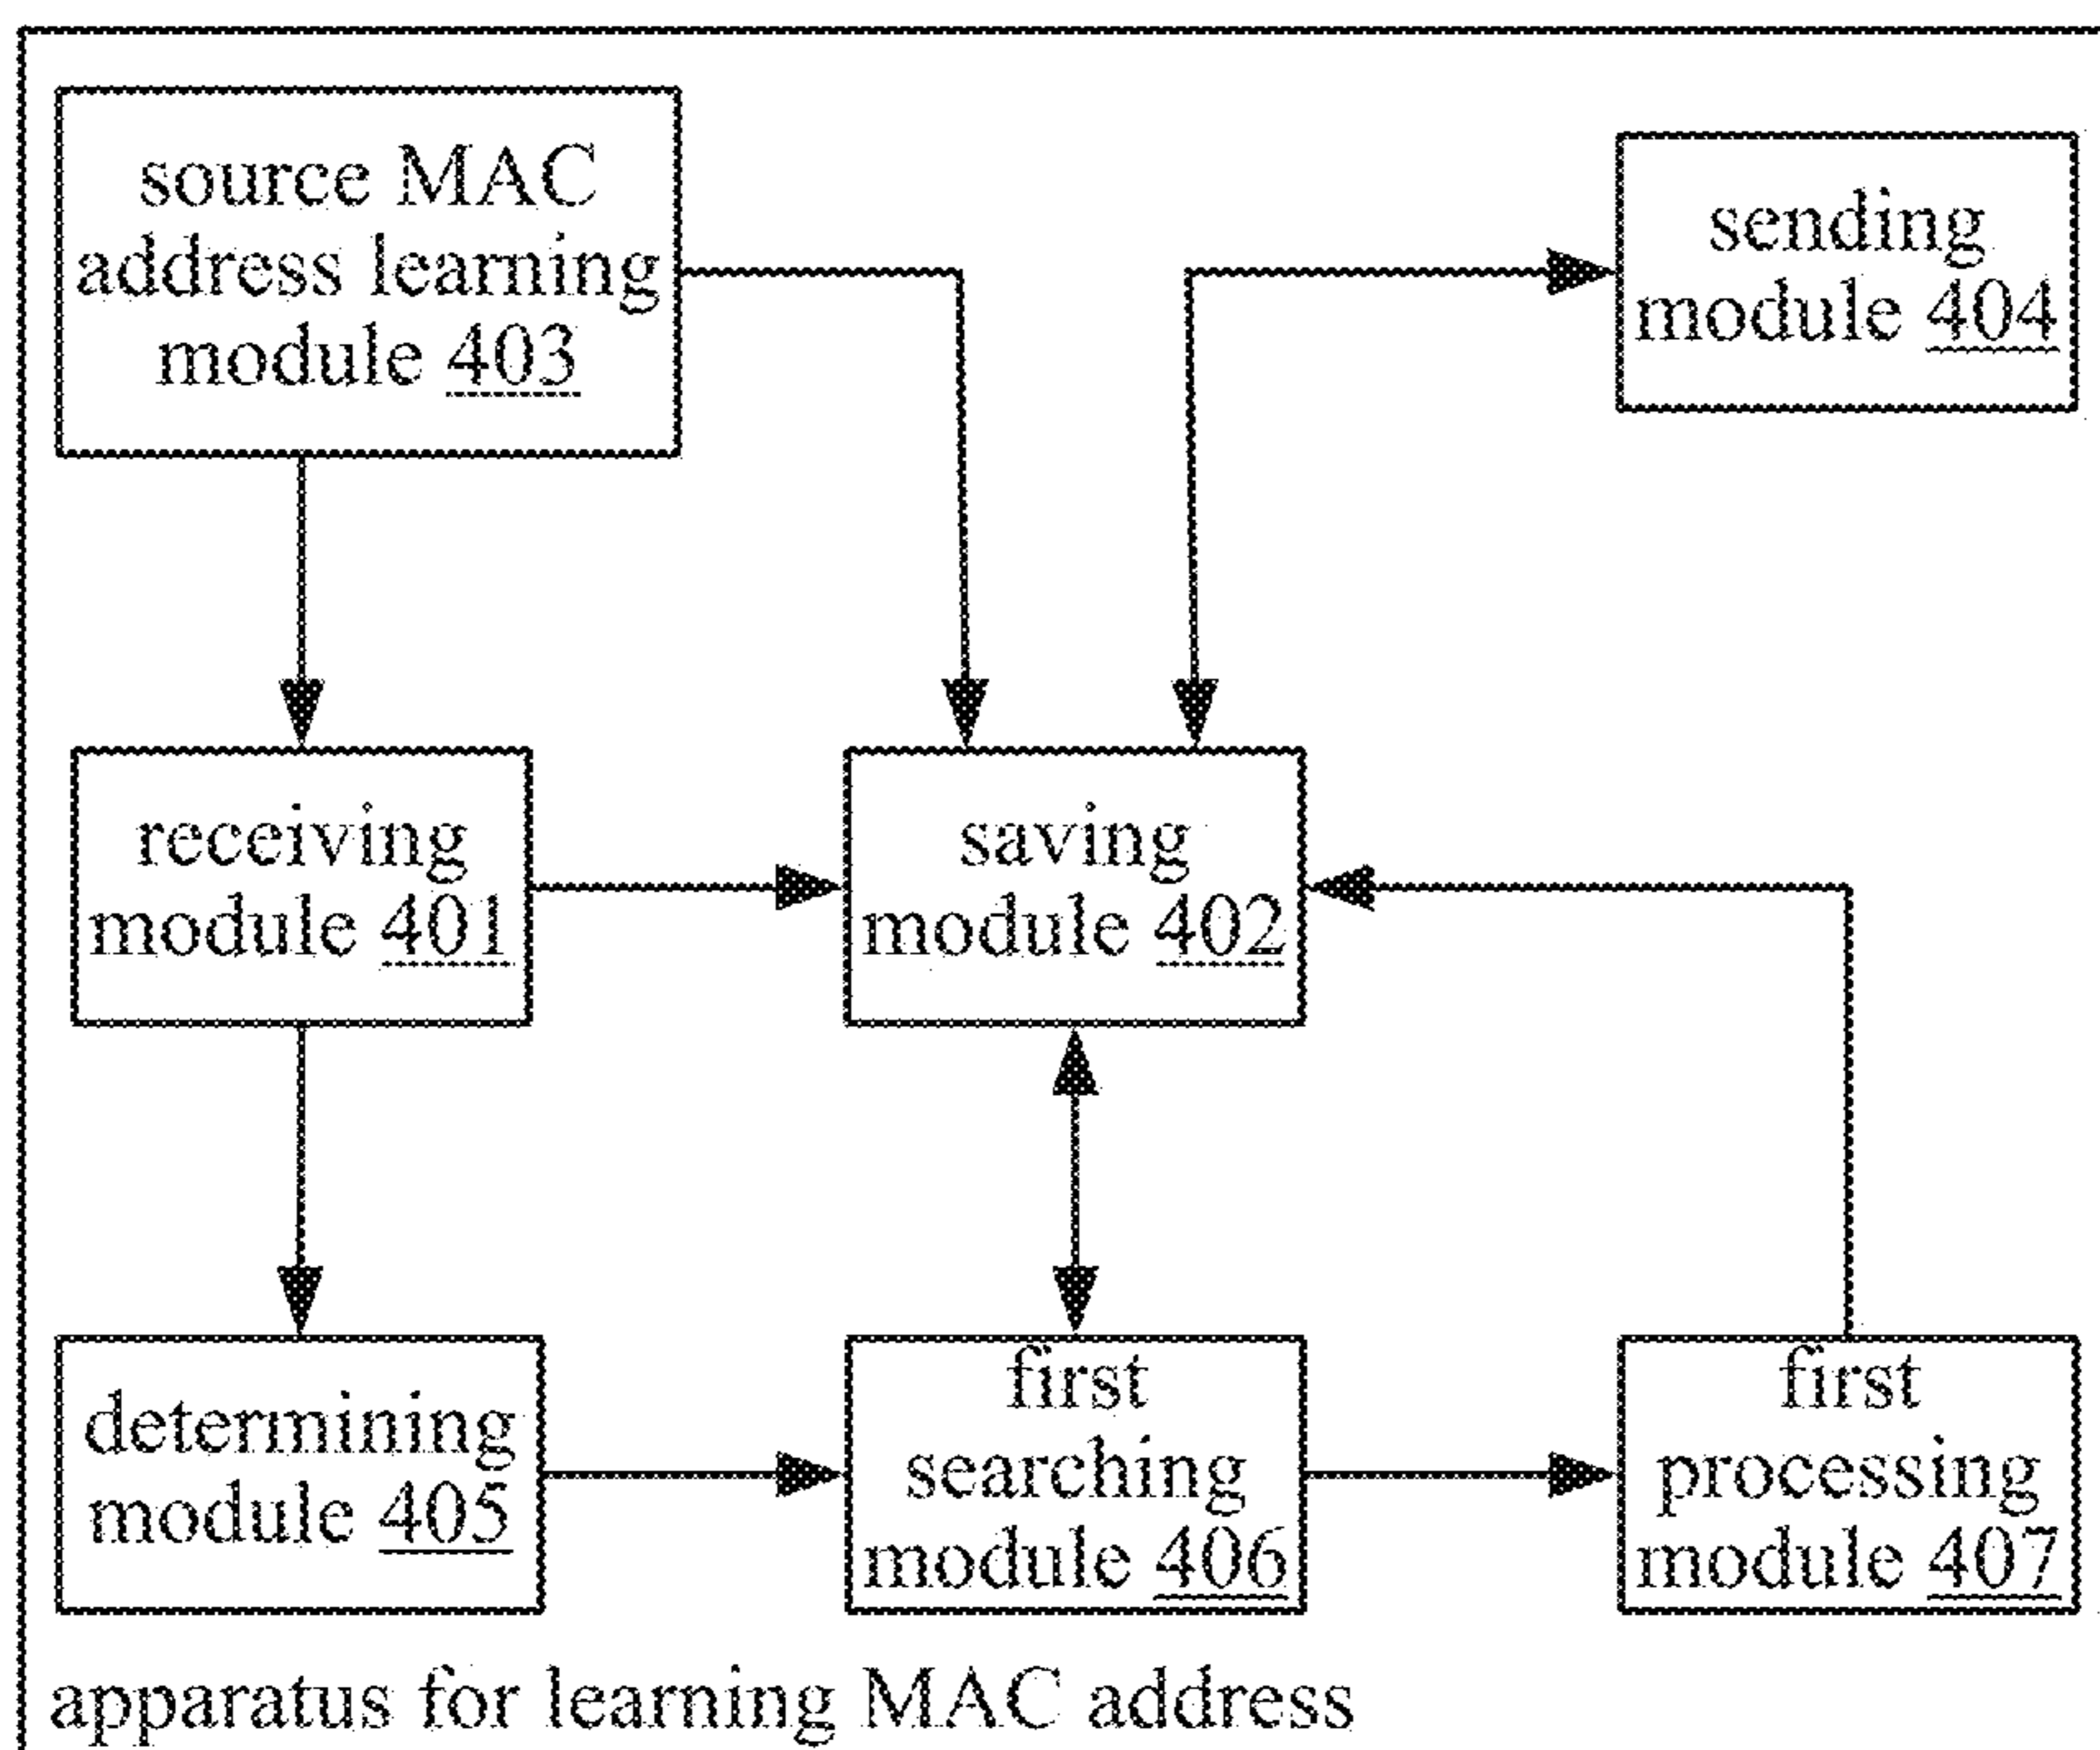 source MAC
address learning
module 403
sending
module 404
receiving
module 401
saving
module 402
determining
module 405
first
searching
module 406
first
processing
module 407
apparatus for learning MAC address